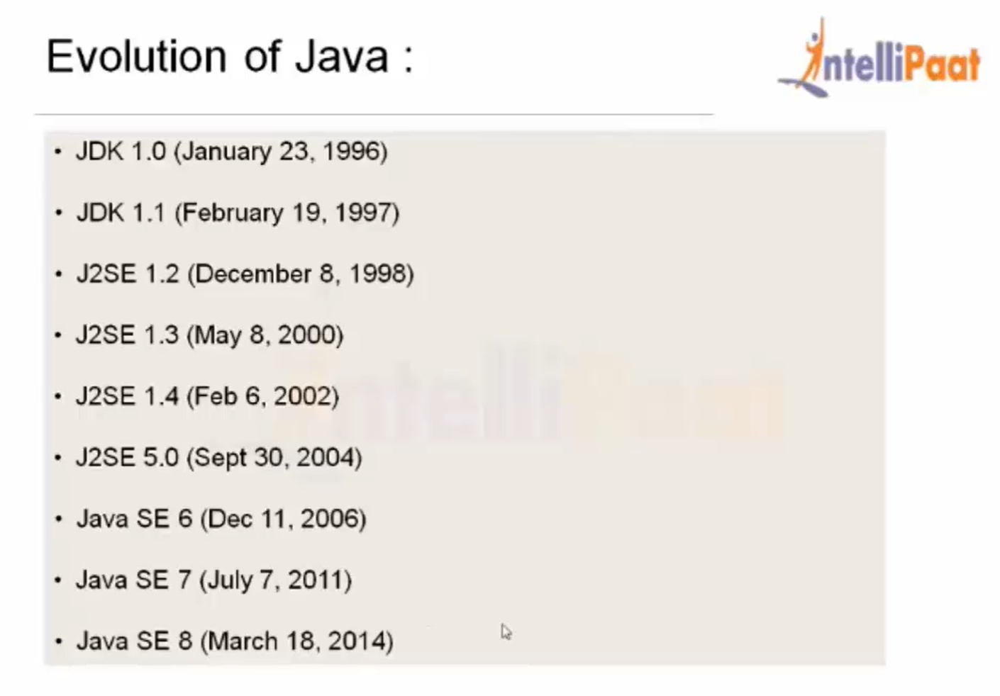 Evolution of Java :
IntelliPaat
• JDK 1.0 (January 23, 1996)
• JDK 1.1 (February 19, 1997)
• J2SE 1.2 (December 8, 1998)
• J2SE 1.3 (May 8, 2000)
• J2SE 1.4 (Feb 6, 2002)
• J2SE 5.0 (Sept 30, 2004)
• Java SE 6 (Dec 11, 2006)
• Java SE 7 (July 7, 2011)
• Java SE 8 (March 18, 2014)
IntelliPaat